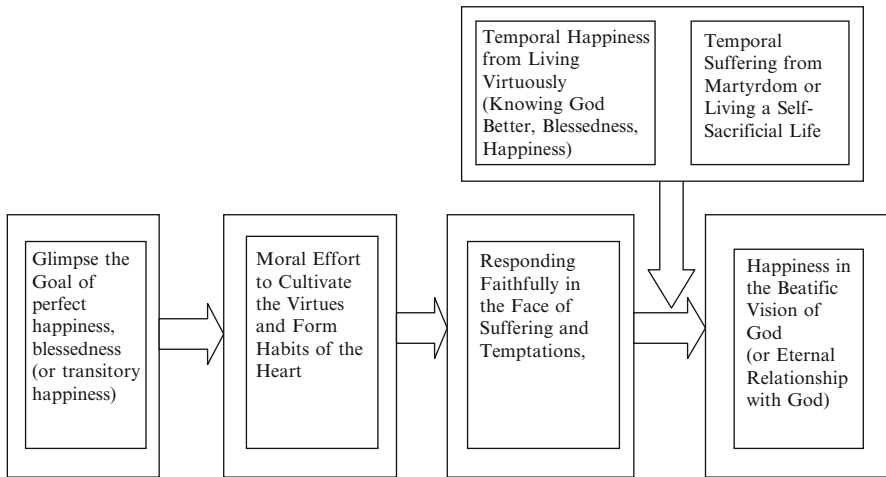 Temporal Happiness
from Living
Virtuously
(Knowing God
Better, Blessedness,
Happiness)
Temporal
Suffering from
Martyrdom or
Living a Self-
Sacrificial Life
Glimpse the
Goal of
perfect
happiness,
blessedness
(or transitory
happiness)
Moral Effort
to Cultivate
the Virtues
and Form
Habits of the
Heart
Responding
Faithfully in
the Face of
Suffering and
Temptations,
Happiness in
the Beatific
Vision of
God
(or Eternal
Relationship
with God)